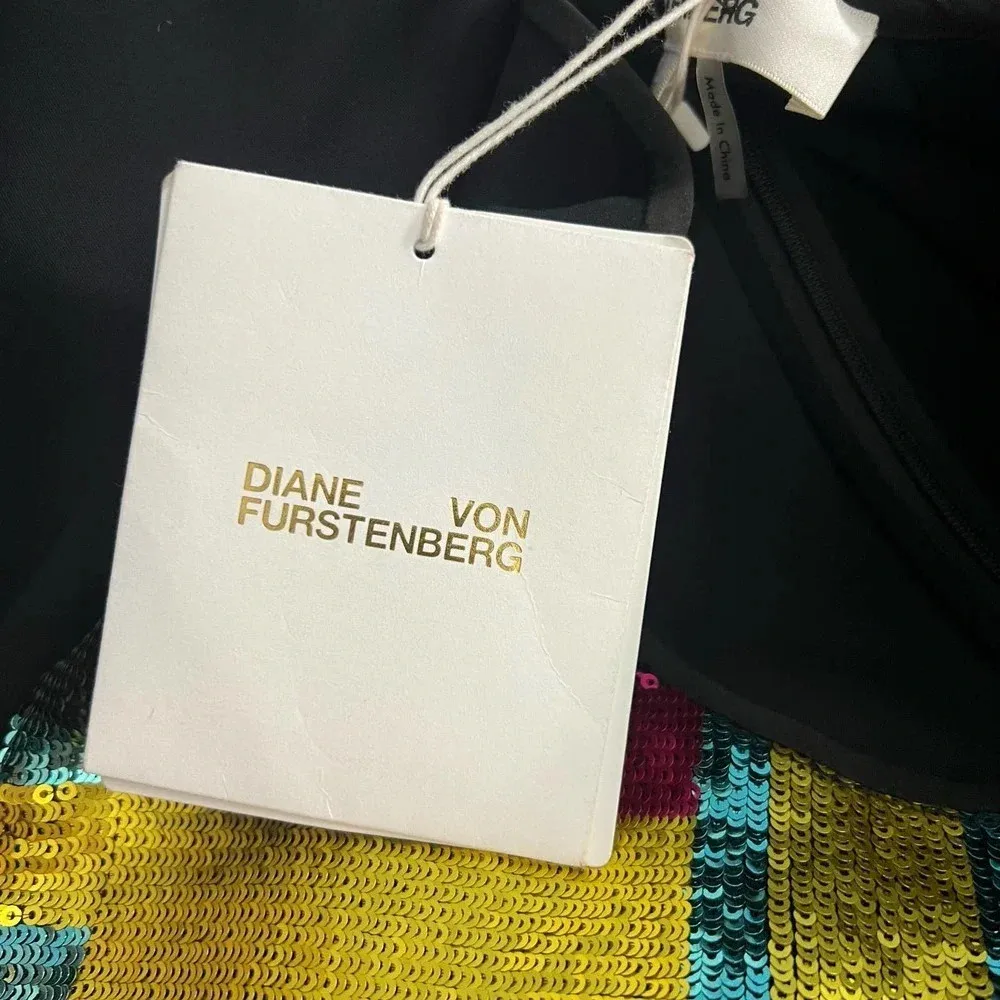 Made In China
DIANE VON
FURSTENBERG